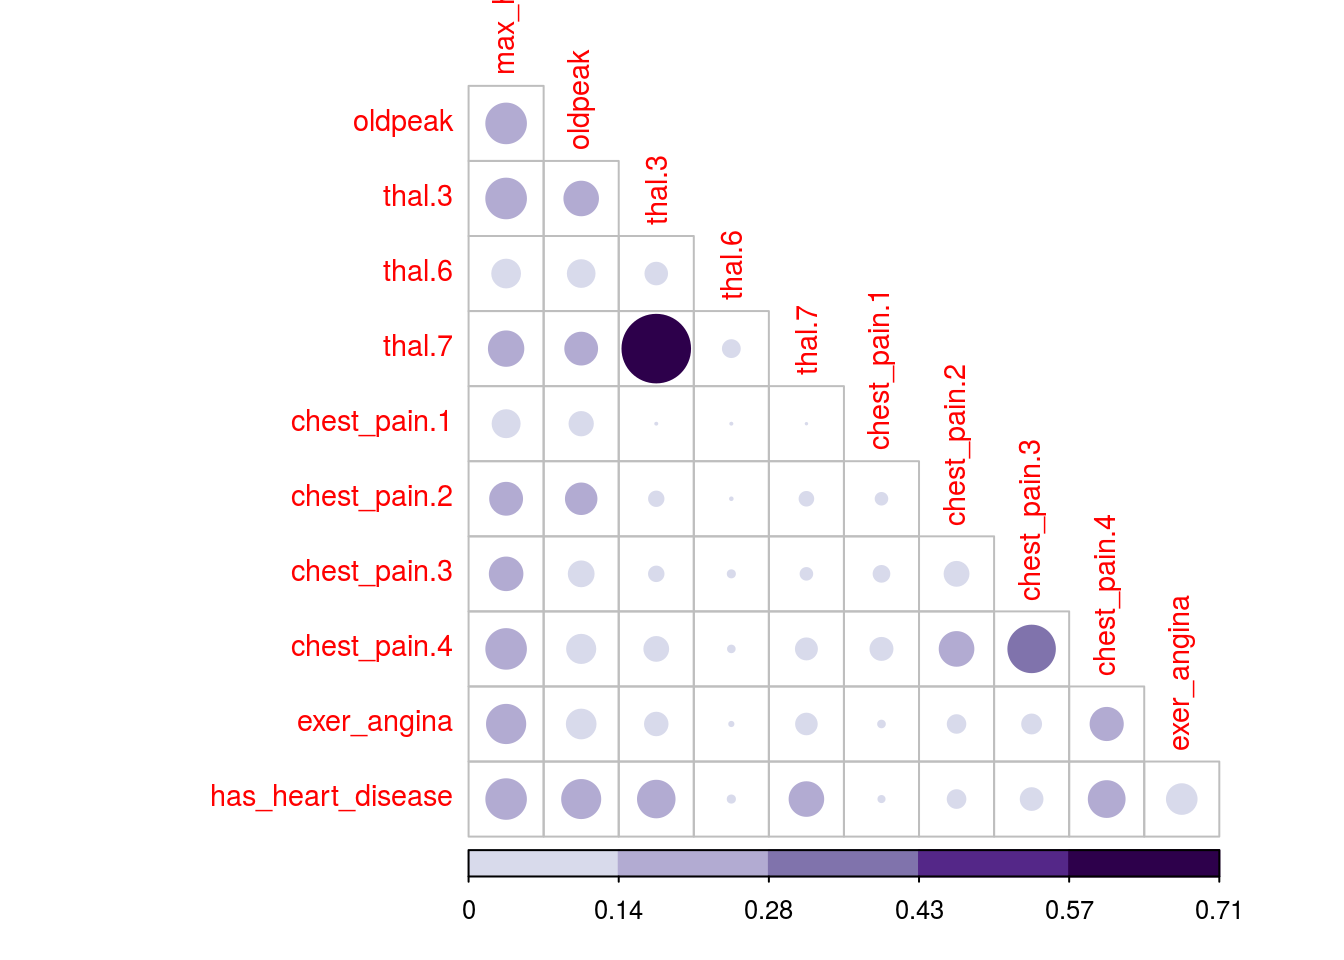 oldpeak
thal.3
thal.6
thal.7
chest_pain.1
chest_pain.2
chest_pain.3
chest_pain.4
exer_angina
has_heart_disease
oldpeak
thal.3
thal.6
thal.7
chest_pain.1
chest_pain.2
chest_pain.3
chest_pain.4
exer_angina
0 0.14 0.28 0.43 0.57 0.71